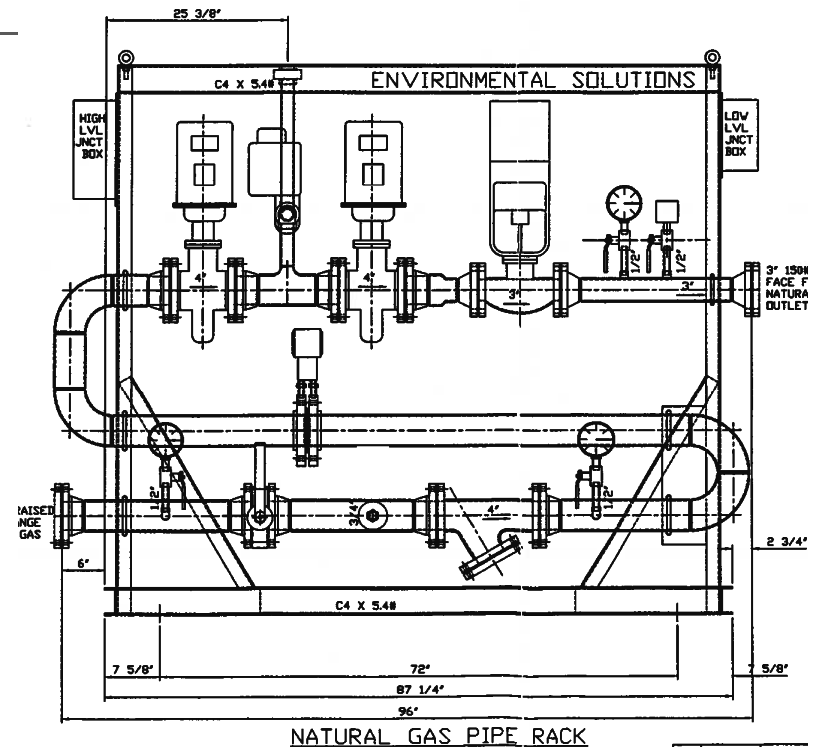 25 3/8"
C4 X 5.4#
ENVIRONMENTAL SOLUTIONS
HIGH
LVL
JNCT
BOX
LOW
LVL
JNCT
BOX
1/2"
1/2"
4"
4"
3"
3"
3" 150#
FACE F
NATURA
OUTLET
1/2"
3/4"
4"
1/2"
RAISED
NGE
GAS
6"
2 3/4"
C4 X 5.4#
7 5/8"
72"
7 5/8"
87 1/4"
96"
NATURAL GAS PIPE RACK